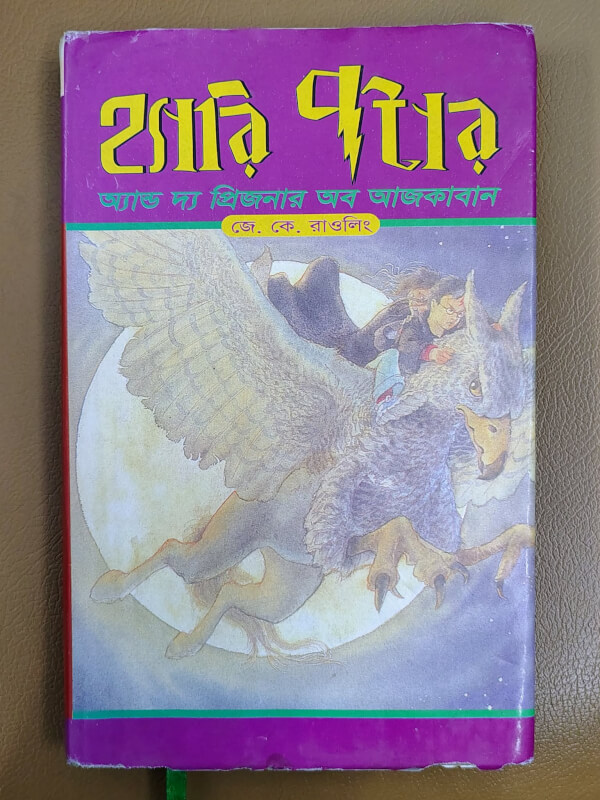 হ্যারি পটার
অ্যান্ড দ্য প্রিজনার অব আজকাবান
জে. কে. রাওলিং